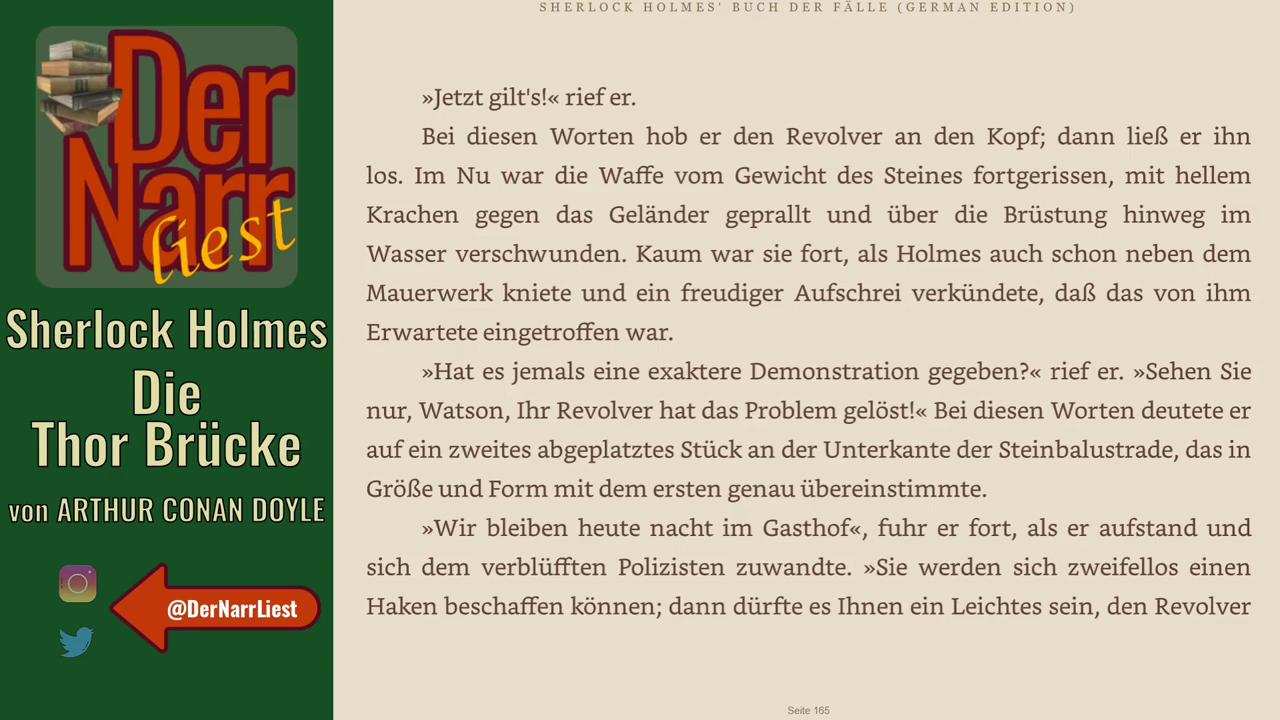 Der
Narr
liest
Sherlock Holmes
Die
Thor Brücke
von ARTHUR CONAN DOYLE
@DerNarrLiest
SHERLOCK HOLMES' BUCH DER FÄLLE (GERMAN EDITION)
»Jetzt gilt's!« rief er.
Bei diesen Worten hob er den Revolver an den Kopf; dann ließ er ihn
los. Im Nu war die Waffe vom Gewicht des Steines fortgerissen, mit hellem
Krachen gegen das Geländer geprallt und über die Brüstung hinweg im
Wasser verschwunden. Kaum war sie fort, als Holmes auch schon neben dem
Mauerwerk kniete und ein freudiger Aufschrei verkündete, daß das von ihm
Erwartete eingetroffen war.
»Hat es jemals eine exaktere Demonstration gegeben?« rief er. »Sehen Sie
nur, Watson, Ihr Revolver hat das Problem gelöst!« Bei diesen Worten deutete er
auf ein zweites abgeplatztes Stück an der Unterkante der Steinbalustrade, das in
Größe und Form mit dem ersten genau übereinstimmte.
»Wir bleiben heute nacht im Gasthof«, fuhr er fort, als er aufstand und
sich dem verblüfften Polizisten zuwandte. »Sie werden sich zweifellos einen
Haken beschaffen können; dann dürfte es Ihnen ein Leichtes sein, den Revolver
Seite 165